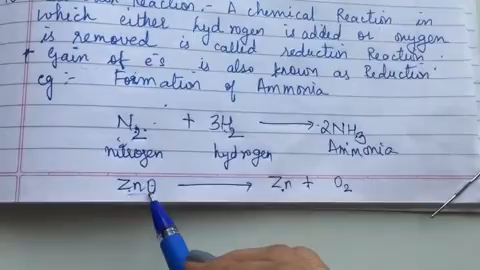 Reaction:- A chemical Reaction in
which either hydrogen is added or oxygen
is removed is called reduction Reaction.
* Gain of e's is also known as Reduction.
eg :- Formation of Ammonia
N₂ + 3H₂ ⟶ 2NH₃
nitrogen hydrogen Ammonia
ZnO ⟶ Zn + O₂